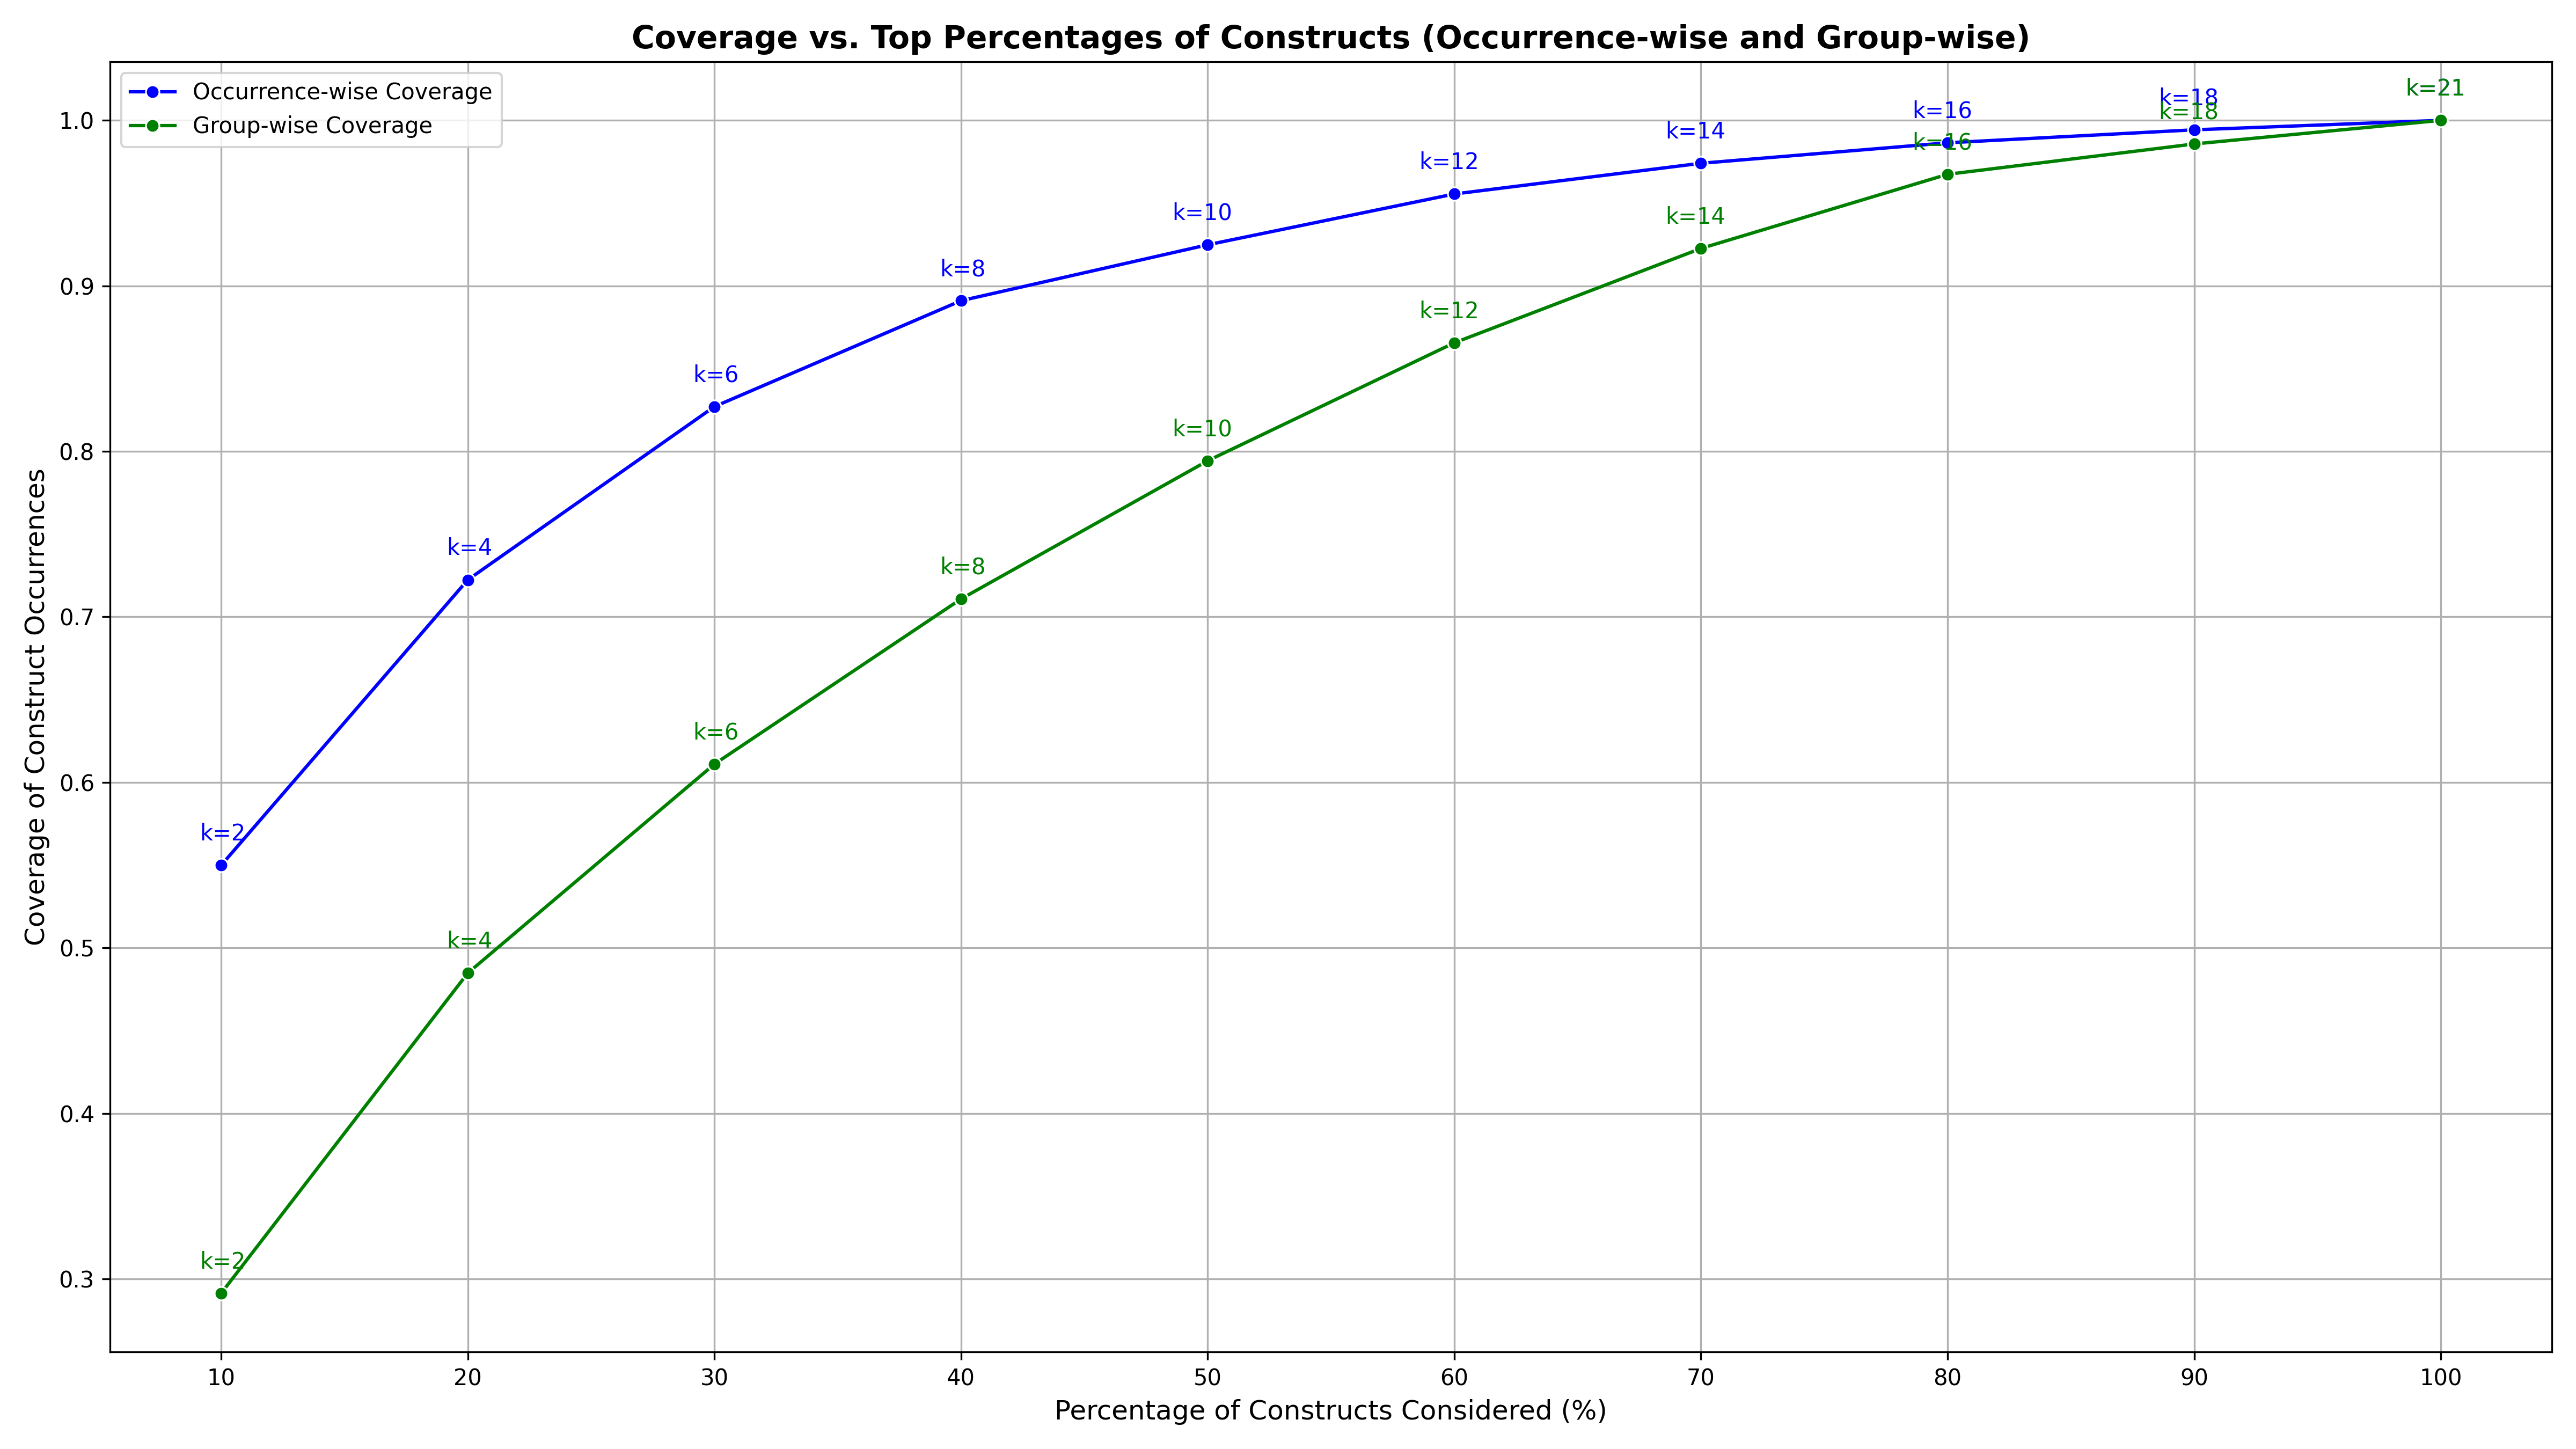 Coverage vs. Top Percentages of Constructs (Occurrence-wise and Group-wise)
Occurrence-wise Coverage
Group-wise Coverage
Coverage of Construct Occurrences
1.0
0.9
0.8
0.7
0.6
0.5
0.4
0.3
k=2
k=4
k=6
k=8
k=10
k=12
k=14
k=16
k=18
k=21
k=2
k=4
k=6
k=8
k=10
k=12
k=14
k=16
k=18
10 20 30 40 50 60 70 80 90 100
Percentage of Constructs Considered (%)